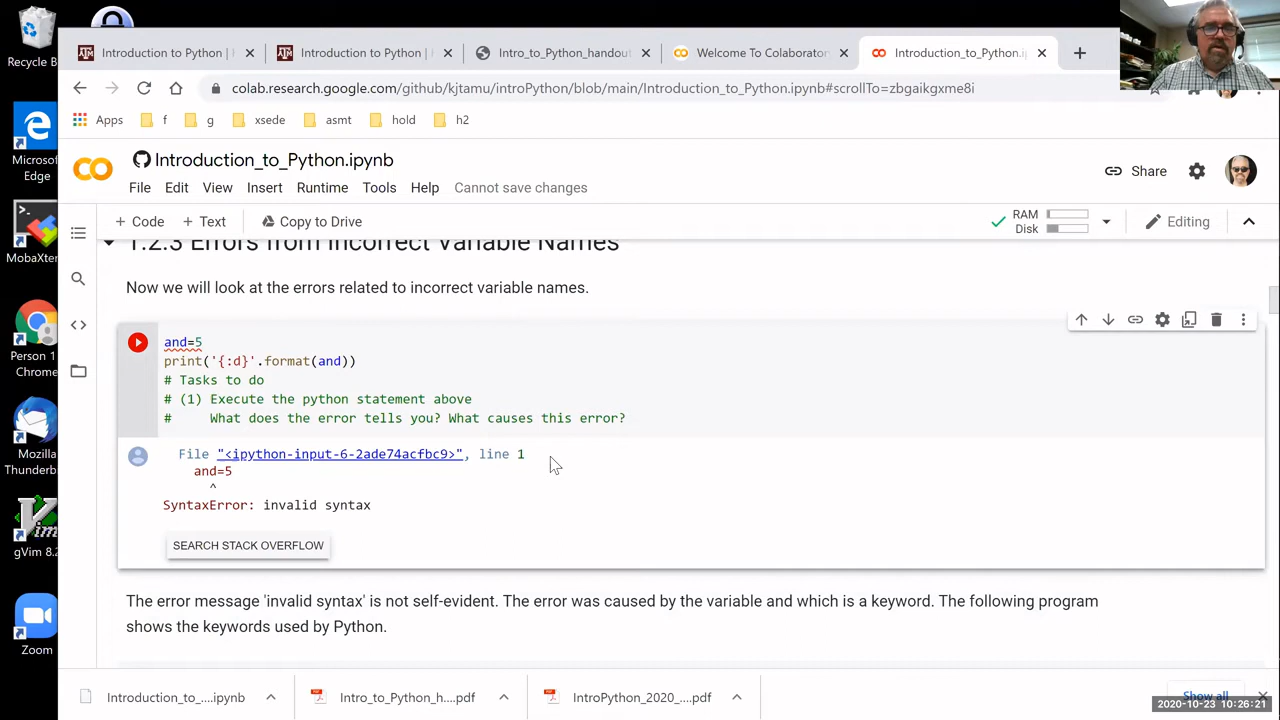 Recycle B
Introduction to Python |
Introduction to Python
Intro_to_Python_handout
Welcome To Colaborator
Introduction_to_Python.i
colab.research.google.com/github/kjtamu/introPython/blob/main/Introduction_to_Python.ipynb#scrollTo=zbgaikgxme8i
Apps f g xsede asmt hold h2
Microsof
Edge
Introduction_to_Python.ipynb
Share
File Edit View Insert Runtime Tools Help Cannot save changes
+ Code + Text Copy to Drive
RAM
Disk
Editing
MobaXter
1.2.3 Errors from Incorrect Variable Names
Now we will look at the errors related to incorrect variable names.
and=5
print('{:d}'.format(and))
# Tasks to do
# (1) Execute the python statement above
# What does the error tells you? What causes this error?
Person 1
Chrome
File "<ipython-input-6-2ade74acfbc9>", line 1
and=5
^
SyntaxError: invalid syntax
SEARCH STACK OVERFLOW
Mozilla
Thunderb
gVim 8.2
The error message 'invalid syntax' is not self-evident. The error was caused by the variable and which is a keyword. The following program
shows the keywords used by Python.
Zoom
Introduction_to_....ipynb
Intro_to_Python_h....pdf
IntroPython_2020_....pdf
Show all
2020-10-23 10:26:21